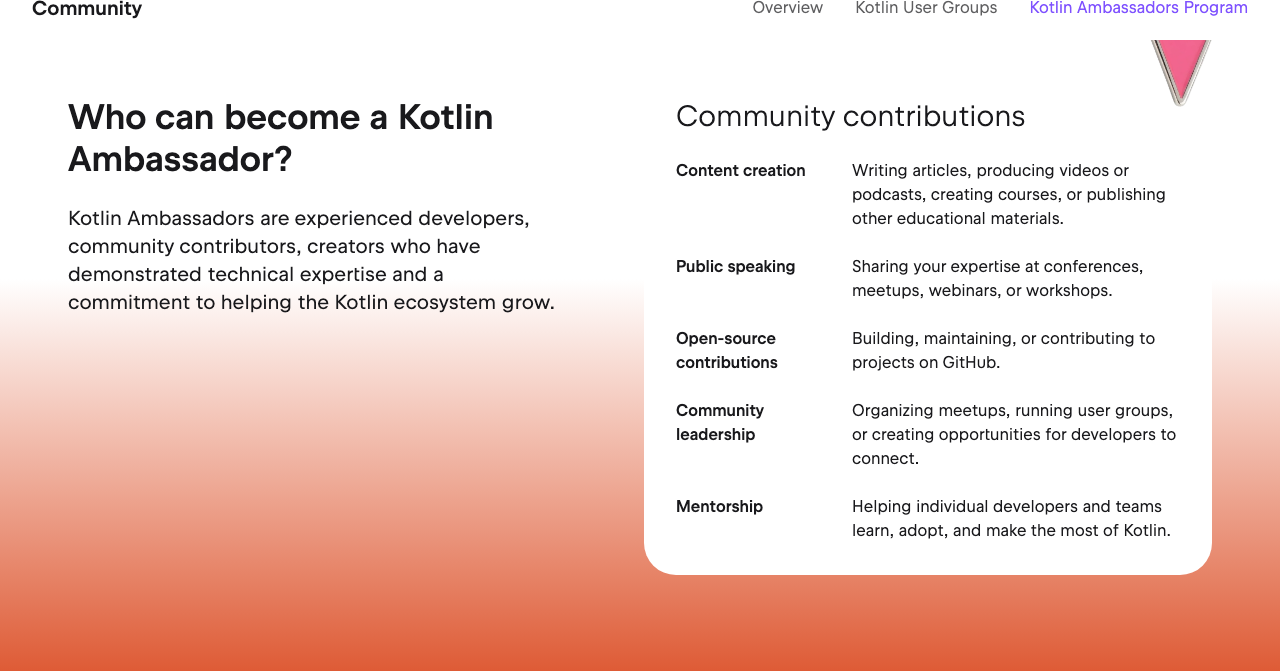 Community
Overview
Kotlin User Groups
Kotlin Ambassadors Program
Who can become a Kotlin
Ambassador?
Kotlin Ambassadors are experienced developers,
community contributors, creators who have
demonstrated technical expertise and a
commitment to helping the Kotlin ecosystem grow.
Community contributions
Content creation
Writing articles, producing videos or
podcasts, creating courses, or publishing
other educational materials.
Public speaking
Sharing your expertise at conferences,
meetups, webinars, or workshops.
Open-source
contributions
Building, maintaining, or contributing to
projects on GitHub.
Community
leadership
Organizing meetups, running user groups,
or creating opportunities for developers to
connect.
Mentorship
Helping individual developers and teams
learn, adopt, and make the most of Kotlin.